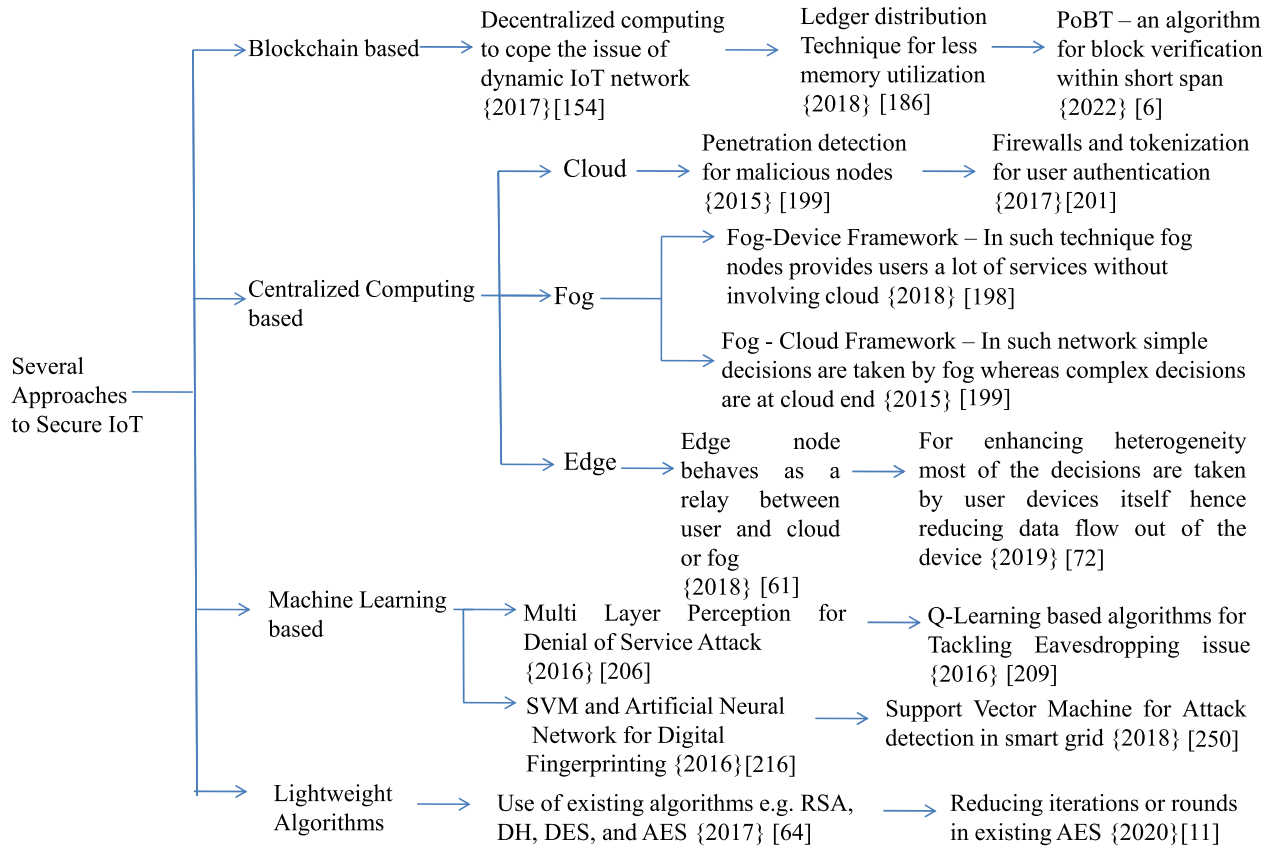 Several
Approaches
to Secure IoT
Blockchain based
Decentralized computing
to cope the issue of
dynamic IoT network
{2017}[154]
Ledger distribution
Technique for less
memory utilization
{2018} [186]
PoBT – an algorithm
for block verification
within short span
{2022} [6]
Centralized Computing
based
Cloud
Penetration detection
for malicious nodes
{2015} [199]
Firewalls and tokenization
for user authentication
{2017}[201]
Fog
Fog-Device Framework – In such technique fog
nodes provides users a lot of services without
involving cloud {2018} [198]
Fog - Cloud Framework – In such network simple
decisions are taken by fog whereas complex decisions
are at cloud end {2015} [199]
Edge
Edge node
behaves as a
relay between
user and cloud
or fog
{2018} [61]
For enhancing heterogeneity
most of the decisions are taken
by user devices itself hence
reducing data flow out of the
device {2019} [72]
Machine Learning
based
Multi Layer Perception for
Denial of Service Attack
{2016} [206]
Q-Learning based algorithms for
Tackling Eavesdropping issue
{2016} [209]
SVM and Artificial Neural
Network for Digital
Fingerprinting {2016}[216]
Support Vector Machine for Attack
detection in smart grid {2018} [250]
Lightweight
Algorithms
Use of existing algorithms e.g. RSA,
DH, DES, and AES {2017} [64]
Reducing iterations or rounds
in existing AES {2020}[11]